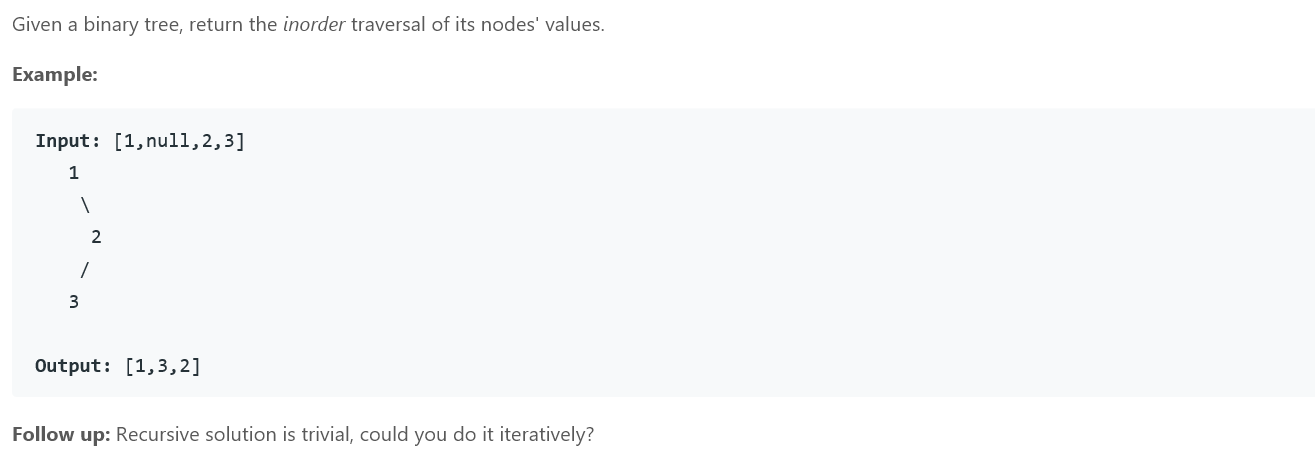 Given a binary tree, return the inorder traversal of its nodes' values.
Example:
Input: [1,null,2,3]
   1
    \
     2
    /
   3
Output: [1,3,2]
Follow up: Recursive solution is trivial, could you do it iteratively?